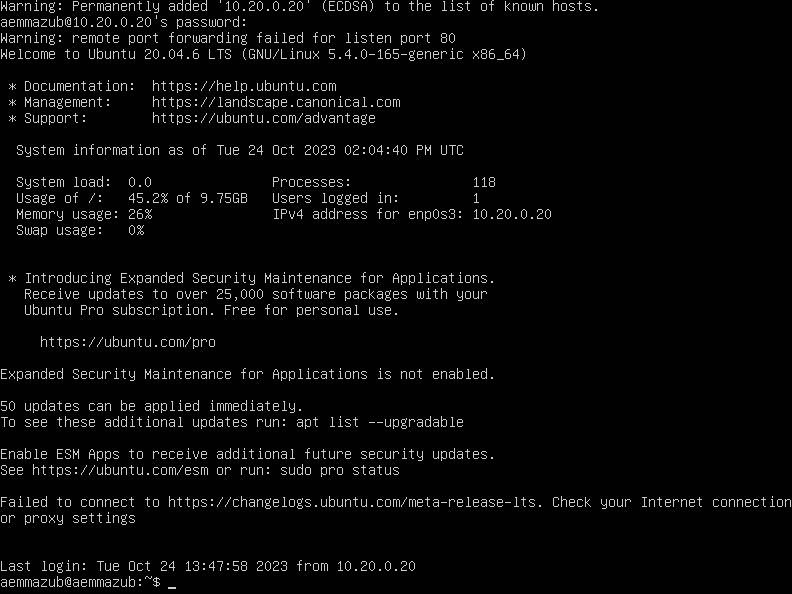 Warning: Permanently added '10.20.0.20' (ECDSA) to the list of known hosts.
aemmazub@10.20.0.20's password:
Warning: remote port forwarding failed for listen port 80
Welcome to Ubuntu 20.04.6 LTS (GNU/Linux 5.4.0-165-generic x86_64)

 * Documentation:  https://help.ubuntu.com
 * Management:     https://landscape.canonical.com
 * Support:        https://ubuntu.com/advantage

  System information as of Tue 24 Oct 2023 02:04:40 PM UTC

  System load:  0.0               Processes:               118
  Usage of /:   45.2% of 9.75GB   Users logged in:         1
  Memory usage: 26%               IPv4 address for enp0s3: 10.20.0.20
  Swap usage:   0%


 * Introducing Expanded Security Maintenance for Applications.
   Receive updates to over 25,000 software packages with your
   Ubuntu Pro subscription. Free for personal use.

     https://ubuntu.com/pro

Expanded Security Maintenance for Applications is not enabled.

50 updates can be applied immediately.
To see these additional updates run: apt list --upgradable

Enable ESM Apps to receive additional future security updates.
See https://ubuntu.com/esm or run: sudo pro status

Failed to connect to https://changelogs.ubuntu.com/meta-release-lts. Check your Internet connection
or proxy settings


Last login: Tue Oct 24 13:47:58 2023 from 10.20.0.20
aemmazub@aemmazub:~$ _